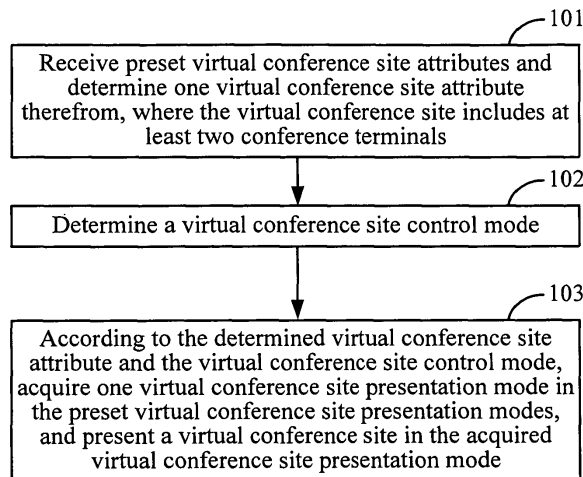 101
Receive preset virtual conference site attributes and
determine one virtual conference site attribute
therefrom, where the virtual conference site includes at
least two conference terminals
102
Determine a virtual conference site control mode
103
According to the determined virtual conference site
attribute and the virtual conference site control mode,
acquire one virtual conference site presentation mode in
the preset virtual conference site presentation modes,
and present a virtual conference site in the acquired
virtual conference site presentation mode